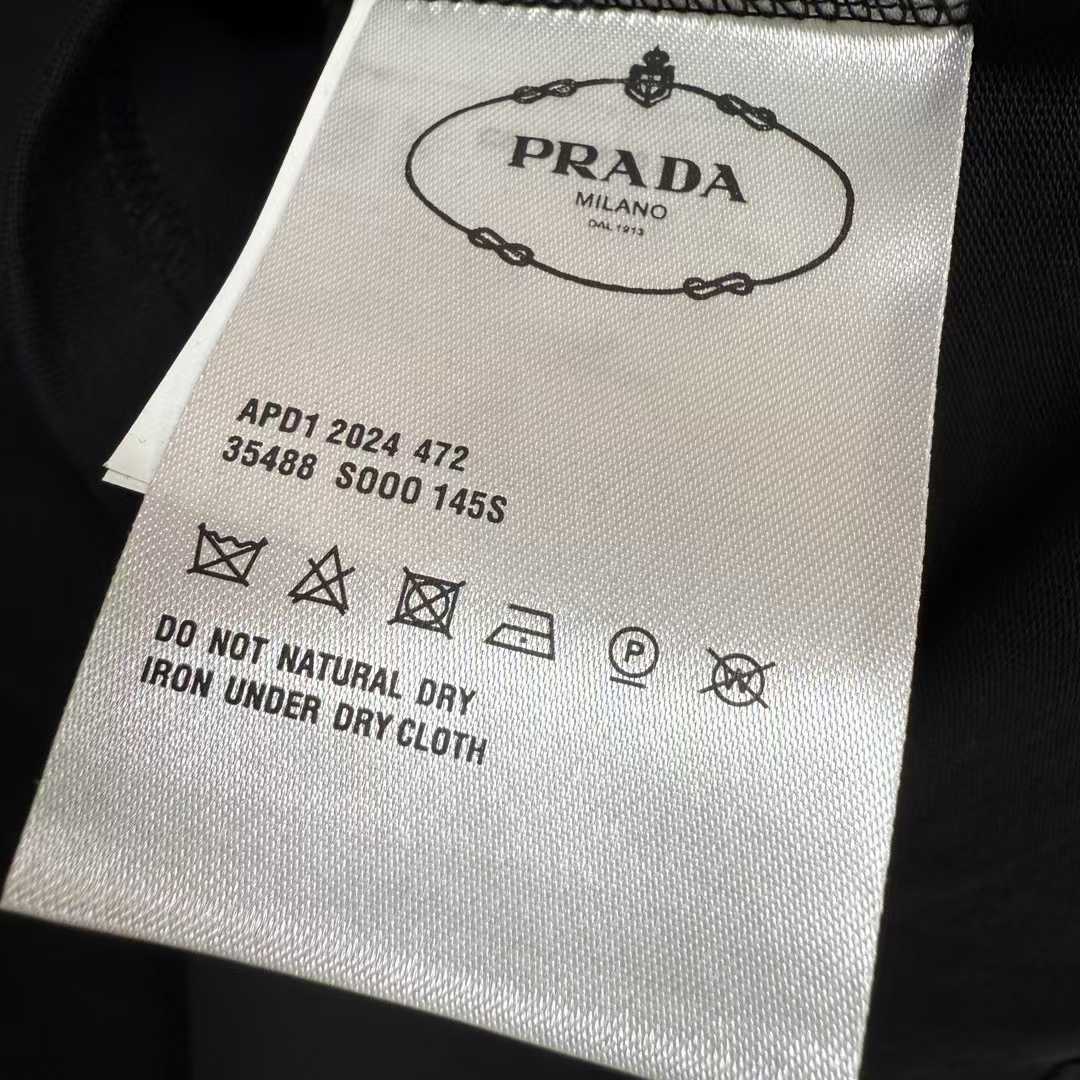 PRADA
MILANO
DAL 1913
APD1 2024 472
35488 S000 145S
P
W
DO NOT NATURAL DRY
IRON UNDER DRY CLOTH